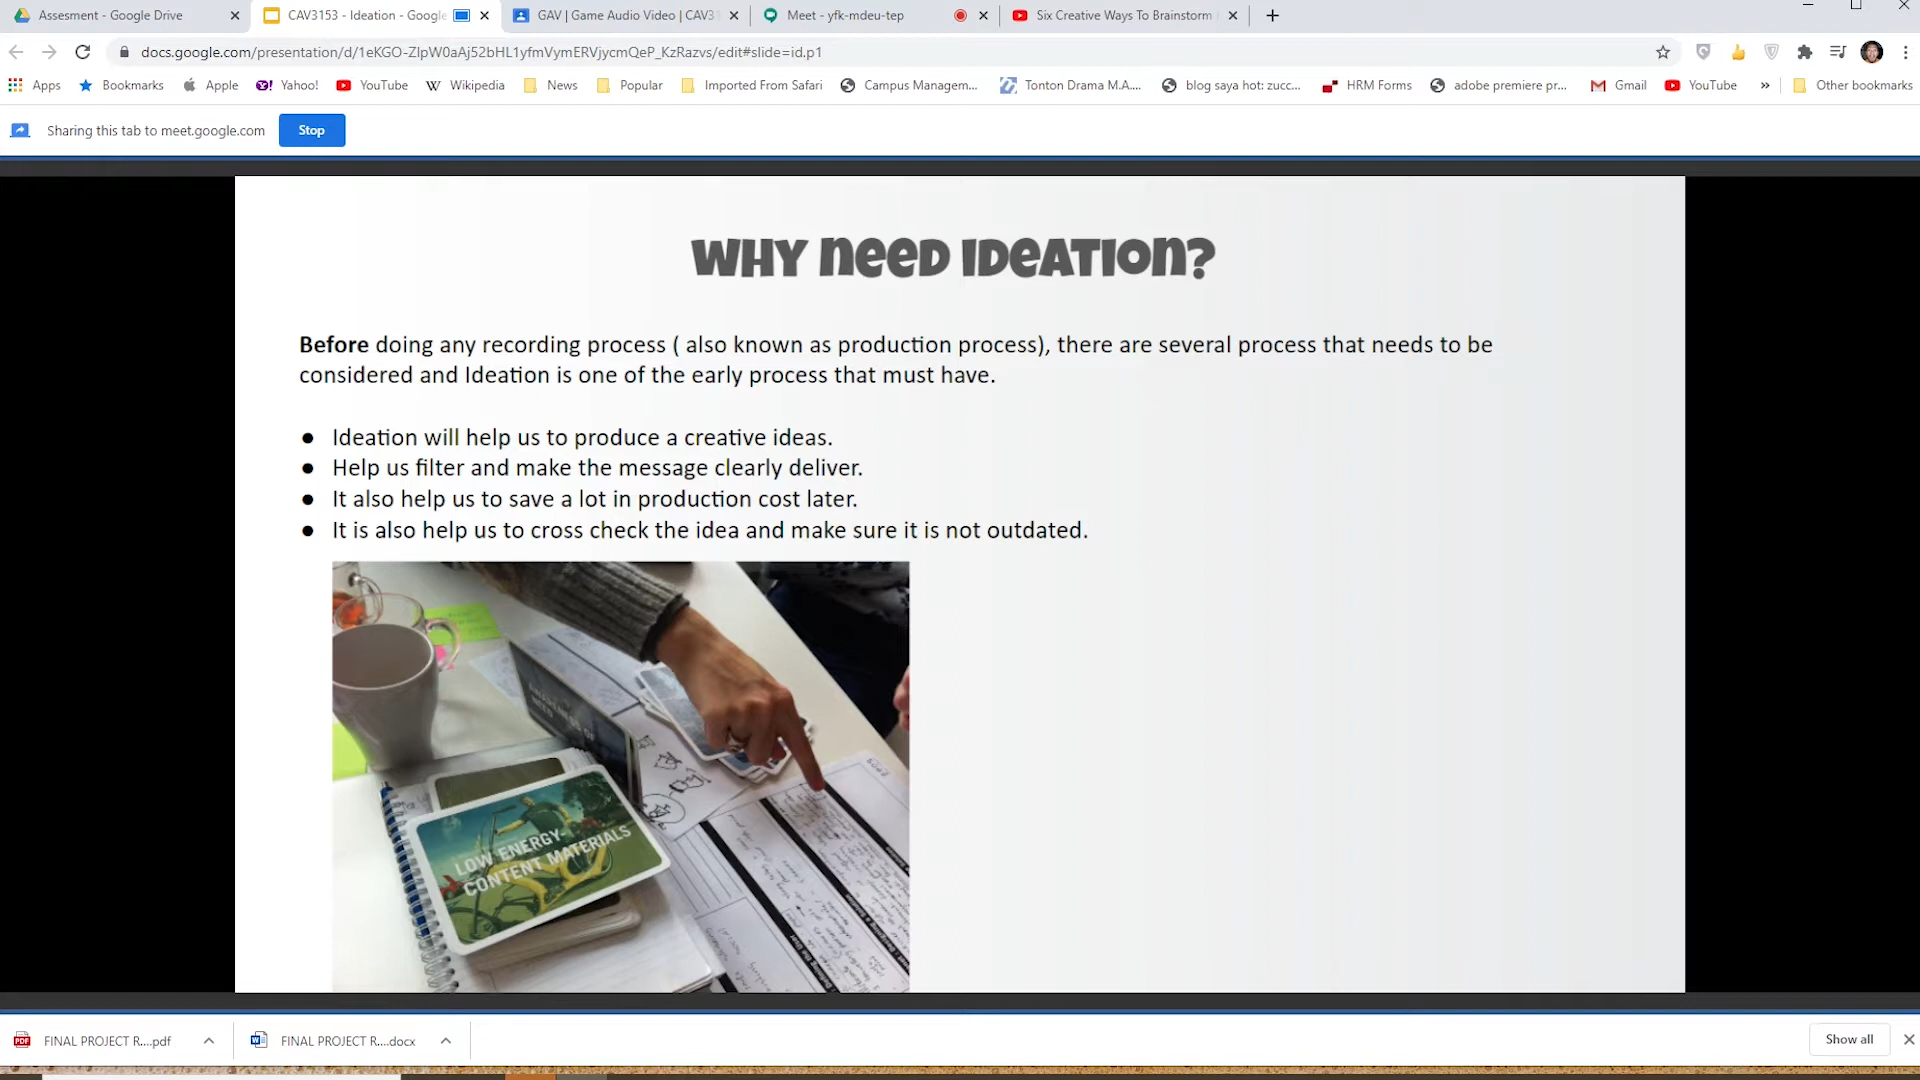 Assesment - Google Drive
CAV3153 - Ideation - Google
GAV | Game Audio Video | CAV3
Meet - yfk-mdeu-tep
Six Creative Ways To Brainstorm
docs.google.com/presentation/d/1eKGO-ZlpW0aAj52bHL1yfmVymERVjycmQeP_KzRazvs/edit#slide=id.p1
Apps
Bookmarks
Apple
Yahoo!
YouTube
Wikipedia
News
Popular
Imported From Safari
Campus Managem...
Tonton Drama M.A....
blog saya hot: zucc...
HRM Forms
adobe premiere pr...
Gmail
YouTube
»
Other bookmarks
Sharing this tab to meet.google.com
Stop
WHY NEED IDEATION?
Before doing any recording process ( also known as production process), there are several process that needs to be
considered and Ideation is one of the early process that must have.
● Ideation will help us to produce a creative ideas.
● Help us filter and make the message clearly deliver.
● It also help us to save a lot in production cost later.
● It is also help us to cross check the idea and make sure it is not outdated.
LOW ENERGY-
CONTENT MATERIALS
FINAL PROJECT R....pdf
FINAL PROJECT R....docx
Show all